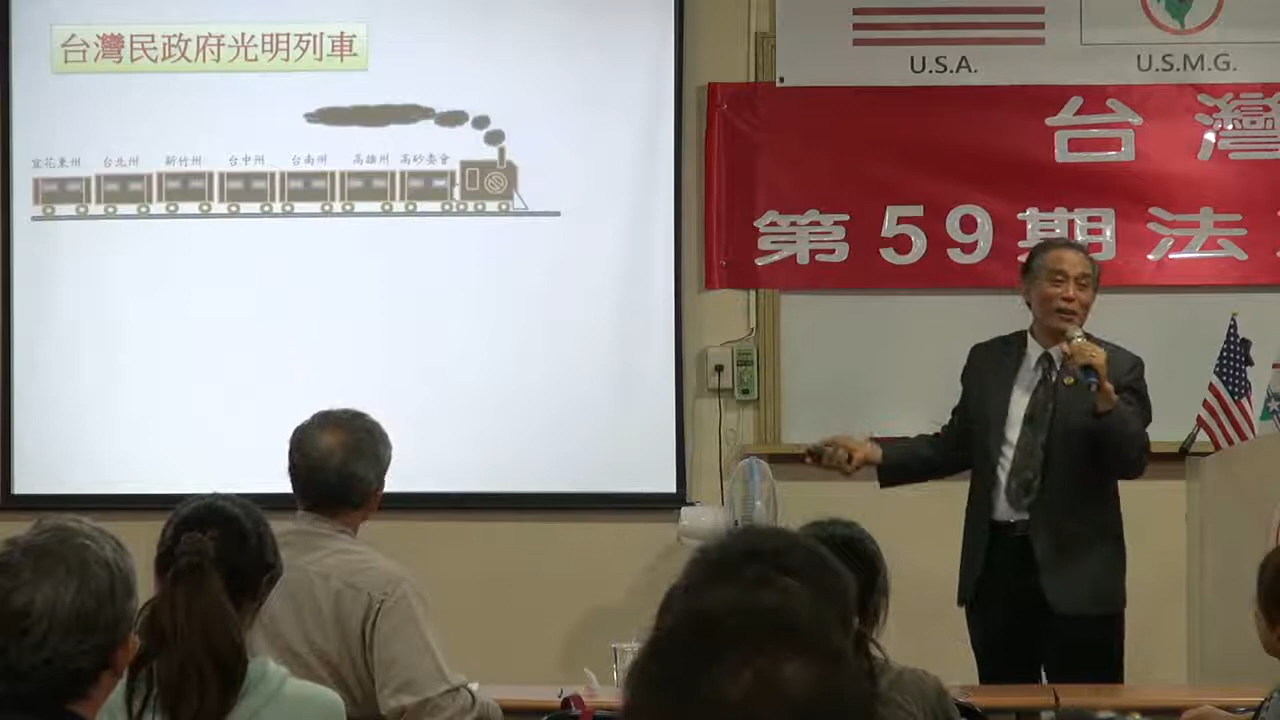 台灣民政府光明列車
宜花東州 台北州 新竹州 台中州 台南州 高雄州 高砂委會
U.S.A. U.S.M.G.
台灣
第59期法